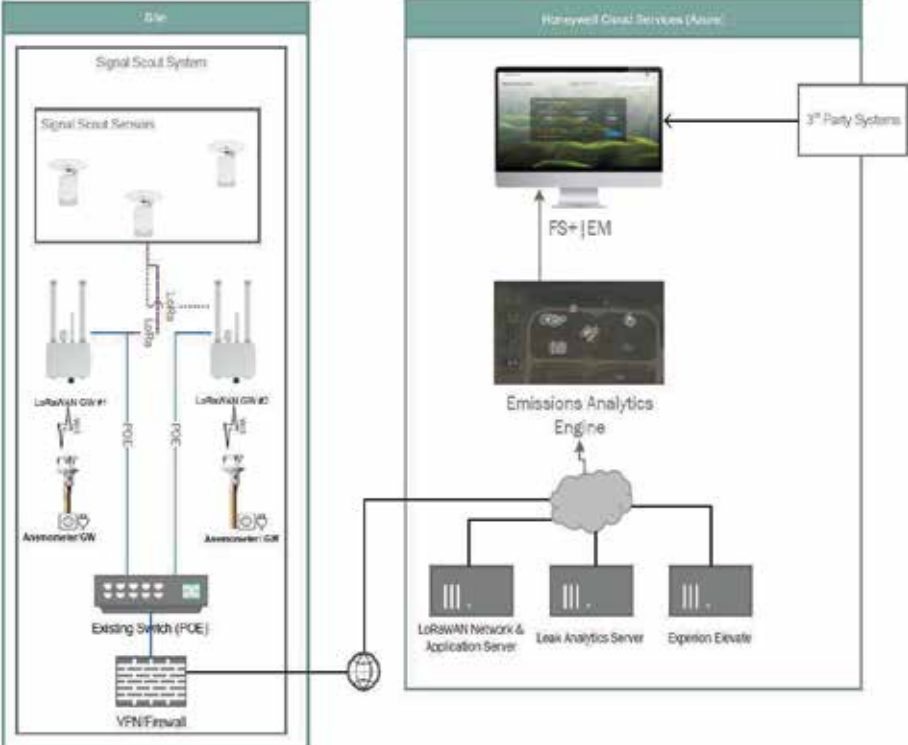 Site
Signal Scout System
Signal Scout Sensors
LoRa
LoRa
LoRaWAN GW #1
LoRaWAN GW #2
POE
POE
Anemometer/GW
Anemometer/GW
Existing Switch (POE)
VPN/Firewall
Honeywell Cloud Services (Azure)
3rd Party Systems
FS+|EM
Emissions Analytics
Engine
LoRaWAN Network &
Application Server
Leak Analytics Server
Experion Elevate